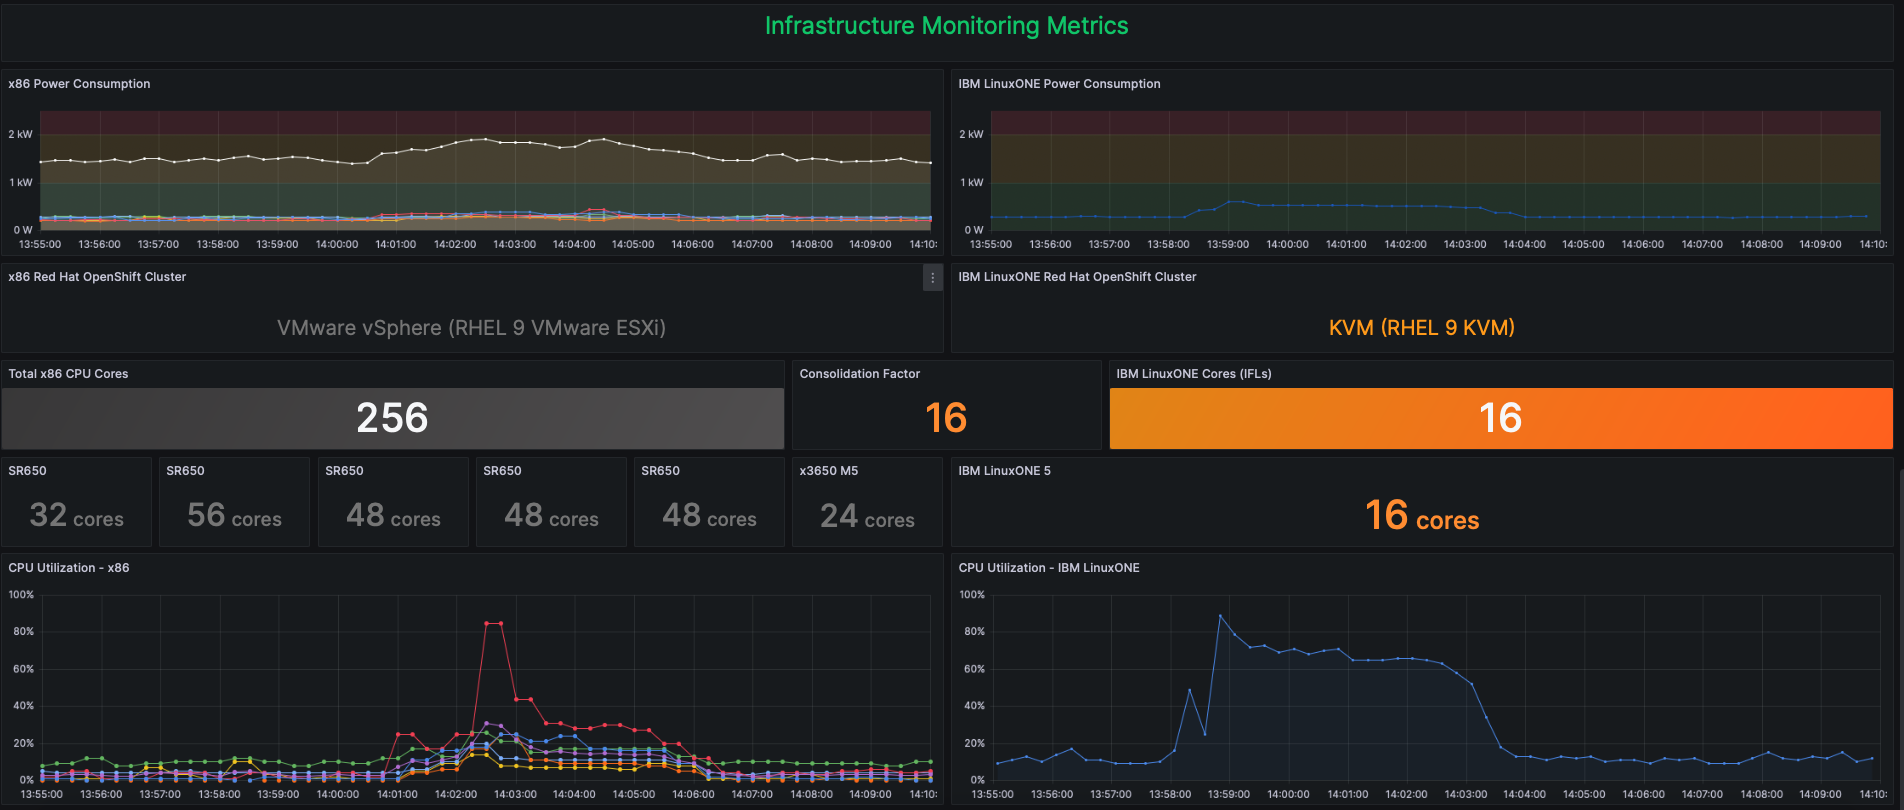 Infrastructure Monitoring Metrics
x86 Power Consumption
2 kW
1 kW
0 W
13:55:00 13:56:00 13:57:00 13:58:00 13:59:00 14:00:00 14:01:00 14:02:00 14:03:00 14:04:00 14:05:00 14:06:00 14:07:00 14:08:00 14:09:00 14:10:
IBM LinuxONE Power Consumption
2 kW
1 kW
0 W
13:55:00 13:56:00 13:57:00 13:58:00 13:59:00 14:00:00 14:01:00 14:02:00 14:03:00 14:04:00 14:05:00 14:06:00 14:07:00 14:08:00 14:09:00 14:10:
x86 Red Hat OpenShift Cluster
VMware vSphere (RHEL 9 VMware ESXi)
IBM LinuxONE Red Hat OpenShift Cluster
KVM (RHEL 9 KVM)
Total x86 CPU Cores
256
Consolidation Factor
16
IBM LinuxONE Cores (IFLs)
16
SR650
32 cores
SR650
56 cores
SR650
48 cores
SR650
48 cores
SR650
48 cores
x3650 M5
24 cores
IBM LinuxONE 5
16 cores
CPU Utilization - x86
100%
80%
60%
40%
20%
0%
13:55:00 13:56:00 13:57:00 13:58:00 13:59:00 14:00:00 14:01:00 14:02:00 14:03:00 14:04:00 14:05:00 14:06:00 14:07:00 14:08:00 14:09:00 14:10:
CPU Utilization - IBM LinuxONE
100%
80%
60%
40%
20%
0%
13:55:00 13:56:00 13:57:00 13:58:00 13:59:00 14:00:00 14:01:00 14:02:00 14:03:00 14:04:00 14:05:00 14:06:00 14:07:00 14:08:00 14:09:00 14:10: